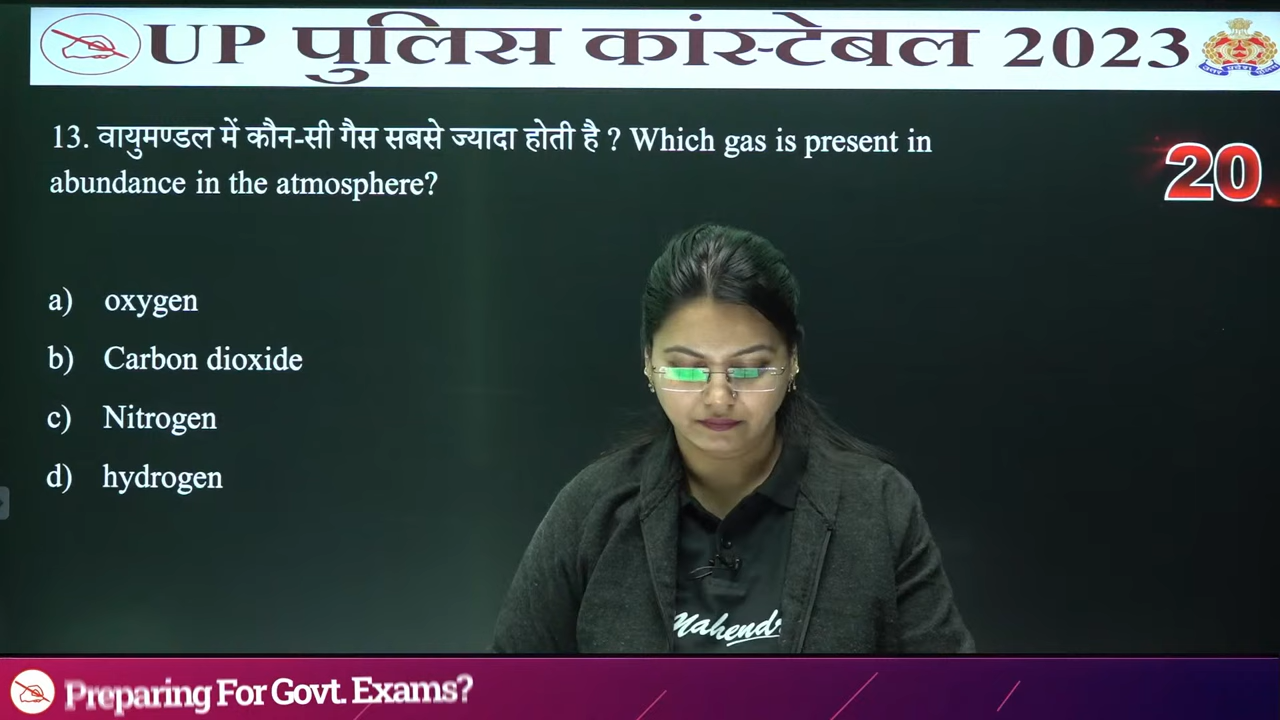 UP पुलिस कांस्टेबल 2023
13. वायुमण्डल में कौन-सी गैस सबसे ज्यादा होती है ? Which gas is present in
abundance in the atmosphere?
20
a) oxygen
b) Carbon dioxide
c) Nitrogen
d) hydrogen
Preparing For Govt. Exams?